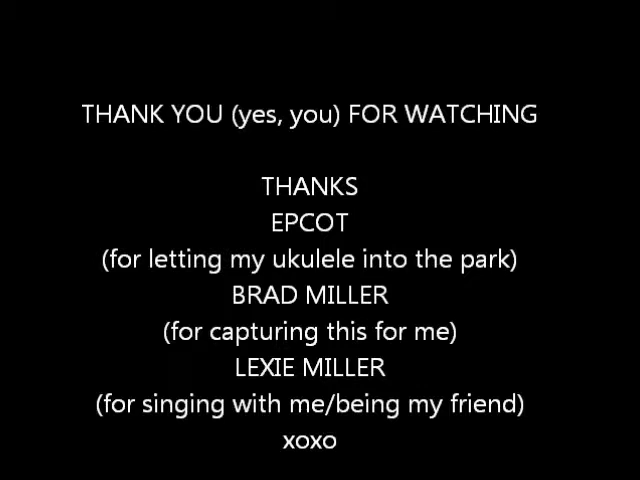 THANK YOU (yes, you) FOR WATCHING
THANKS
EPCOT
(for letting my ukulele into the park)
BRAD MILLER
(for capturing this for me)
LEXIE MILLER
(for singing with me/being my friend)
xoxo